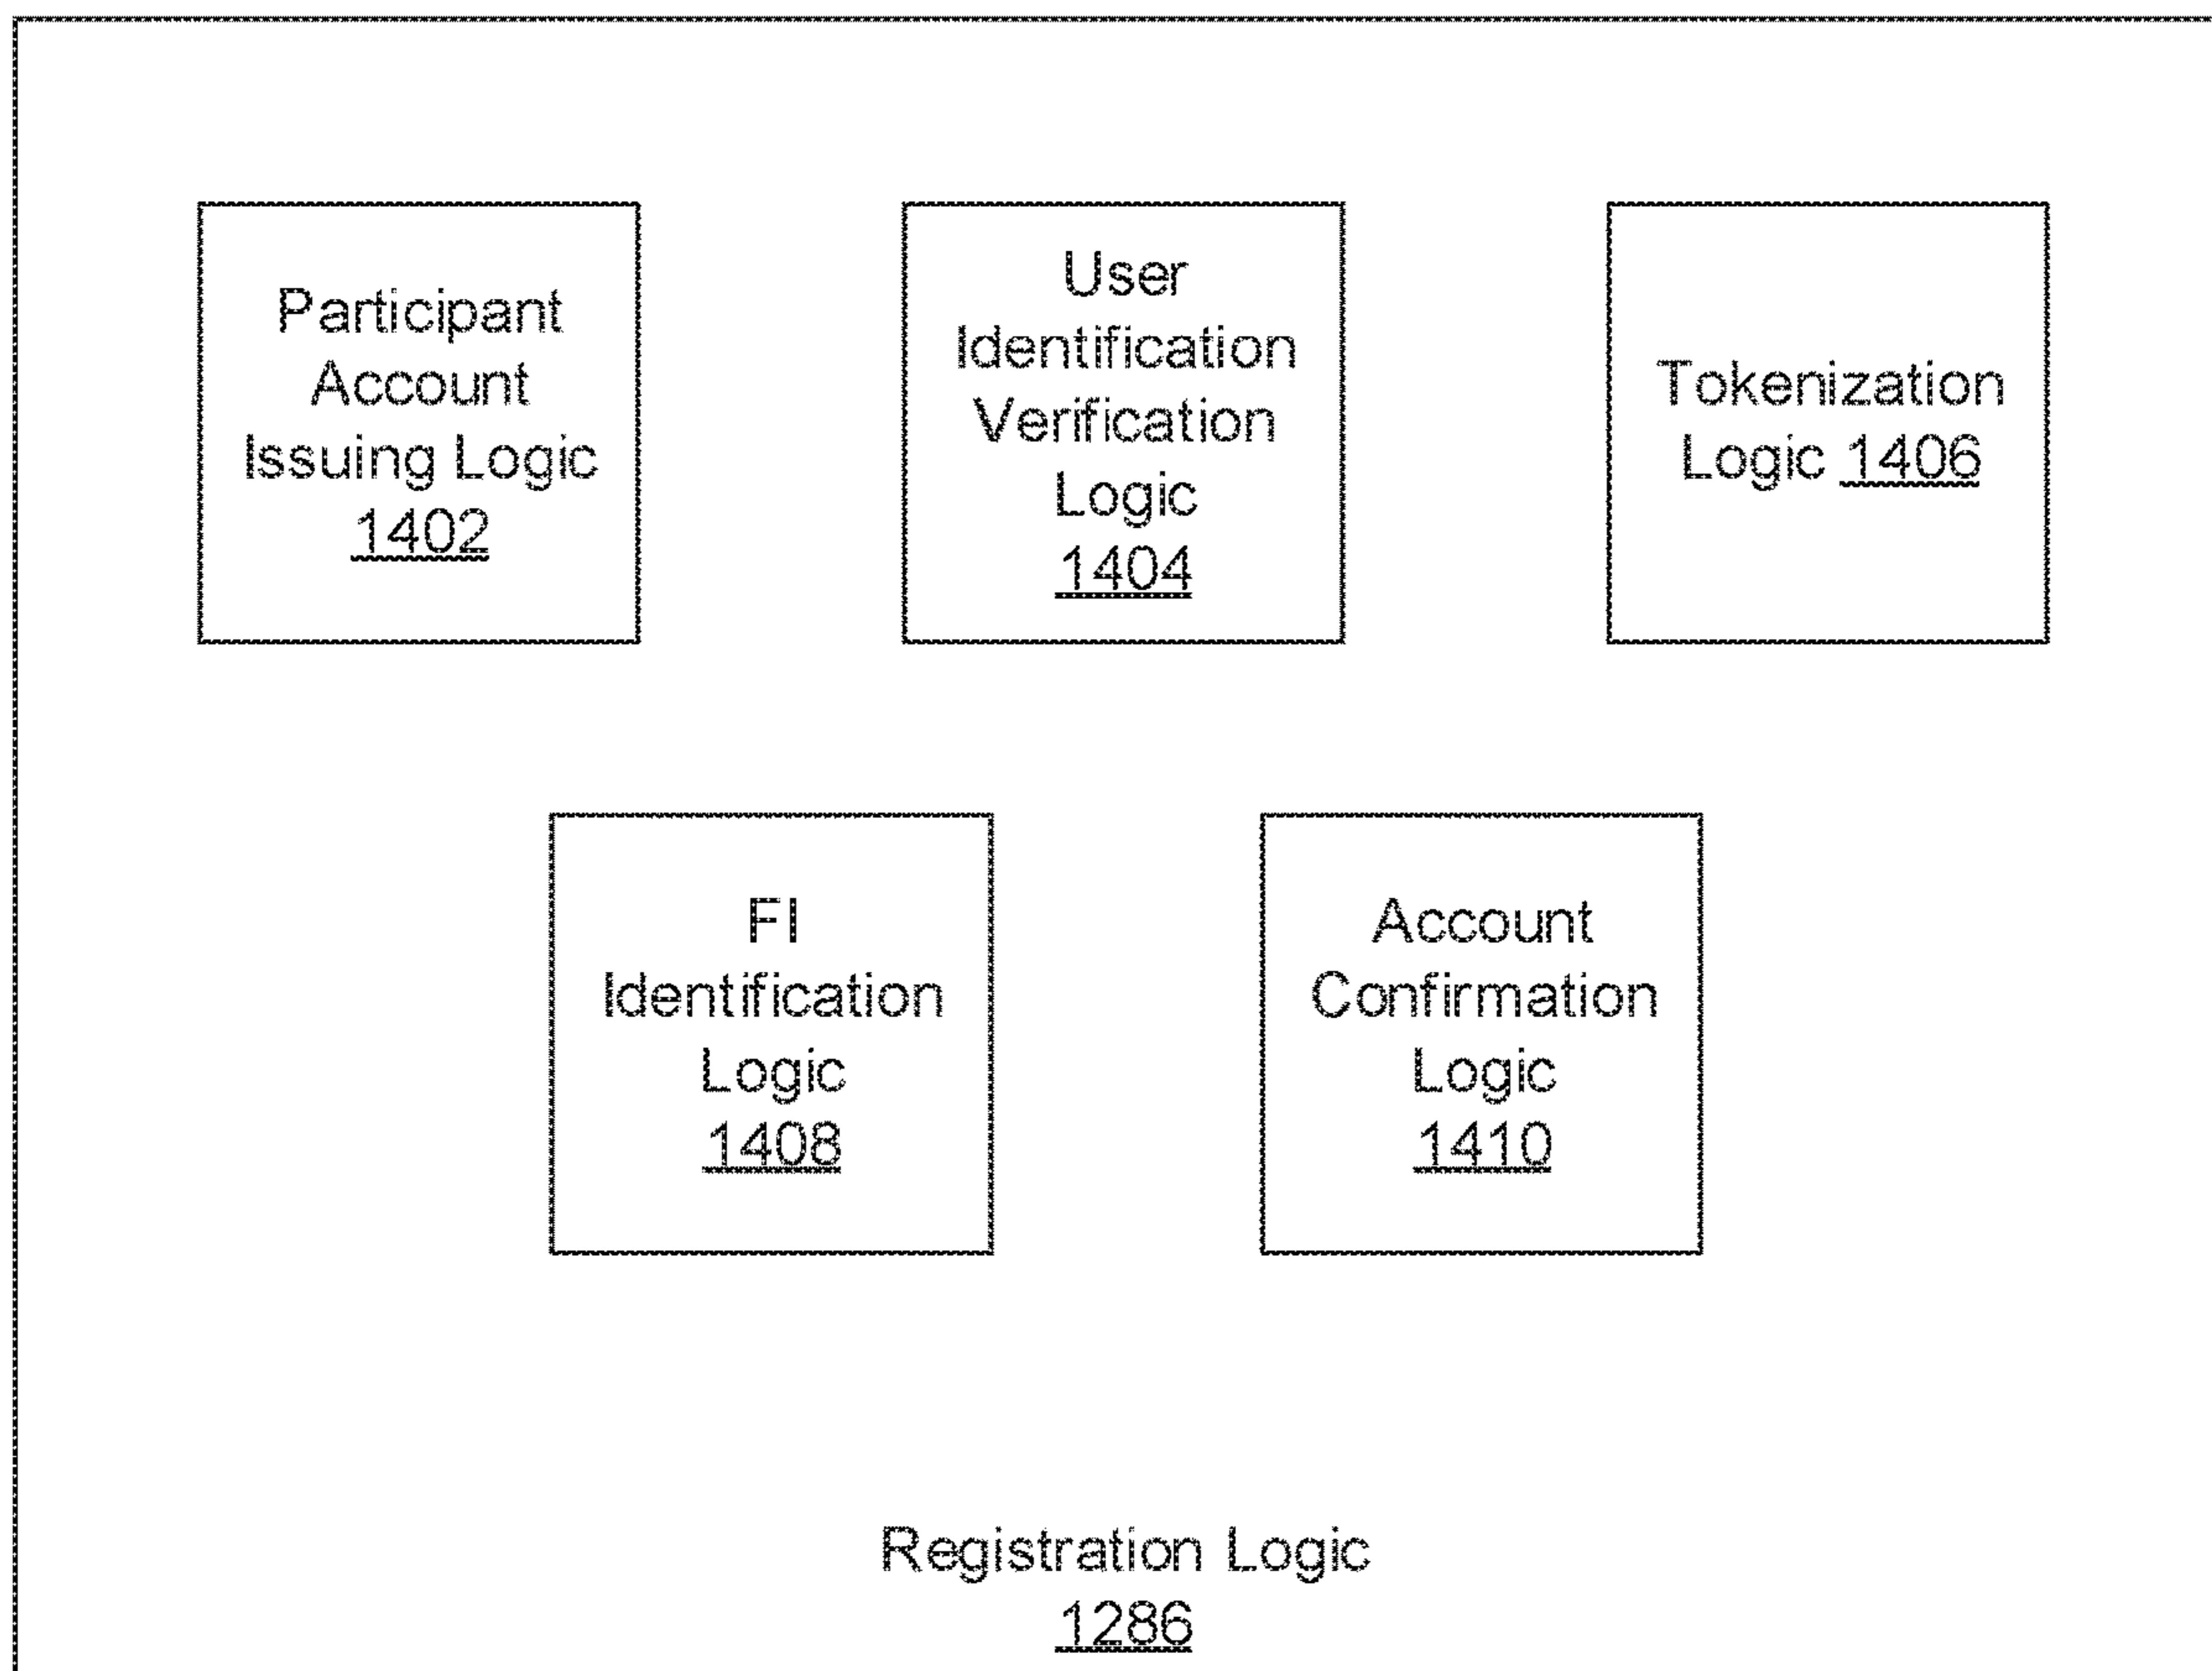 Participant
Account
Issuing Logic
1402
User
Identification
Verification
Logic
1404
Tokenization
Logic 1406
FI
Identification
Logic
1408
Account
Confirmation
Logic
1410
Registration Logic
1286